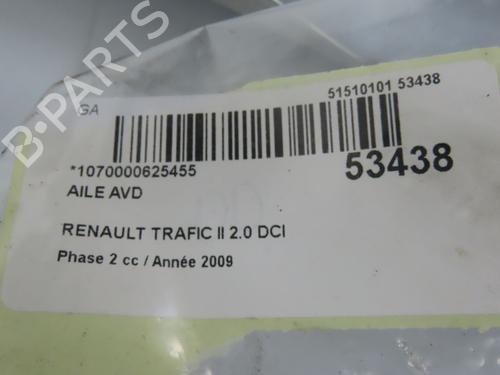 GA
51510101 53438
*1070000625455
53438
AILE AVD
RENAULT TRAFIC II 2.0 DCI
Phase 2 cc / Année 2009
B-PARTS